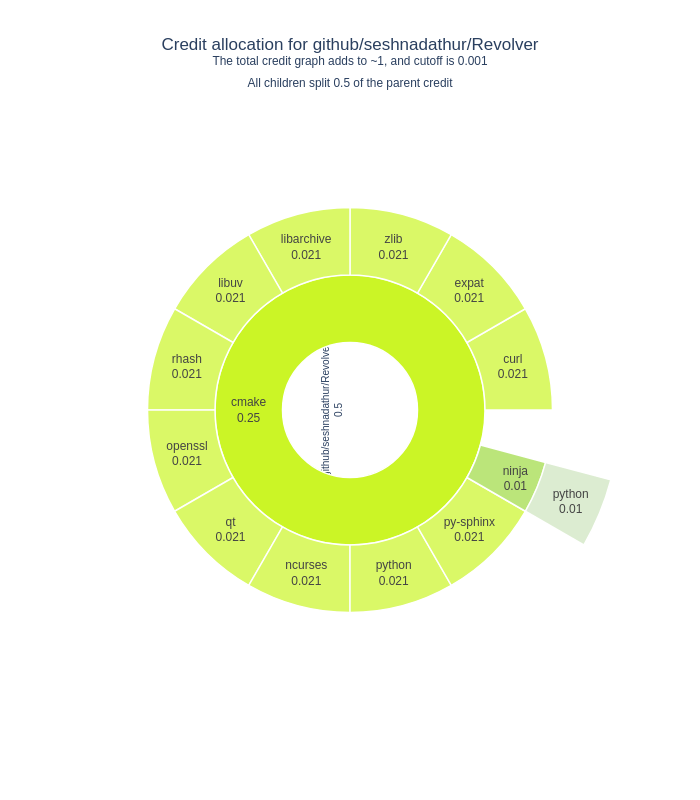 Credit allocation for github/seshnadathur/Revolver
The total credit graph adds to ~1, and cutoff is 0.001
All children split 0.5 of the parent credit
libarchive
0.021
zlib
0.021
libuv
0.021
expat
0.021
rhash
0.021
curl
0.021
cmake
0.25
github/seshnadathur/Revolve
0.5
openssl
0.021
ninja
0.01
python
0.01
qt
0.021
py-sphinx
0.021
ncurses
0.021
python
0.021